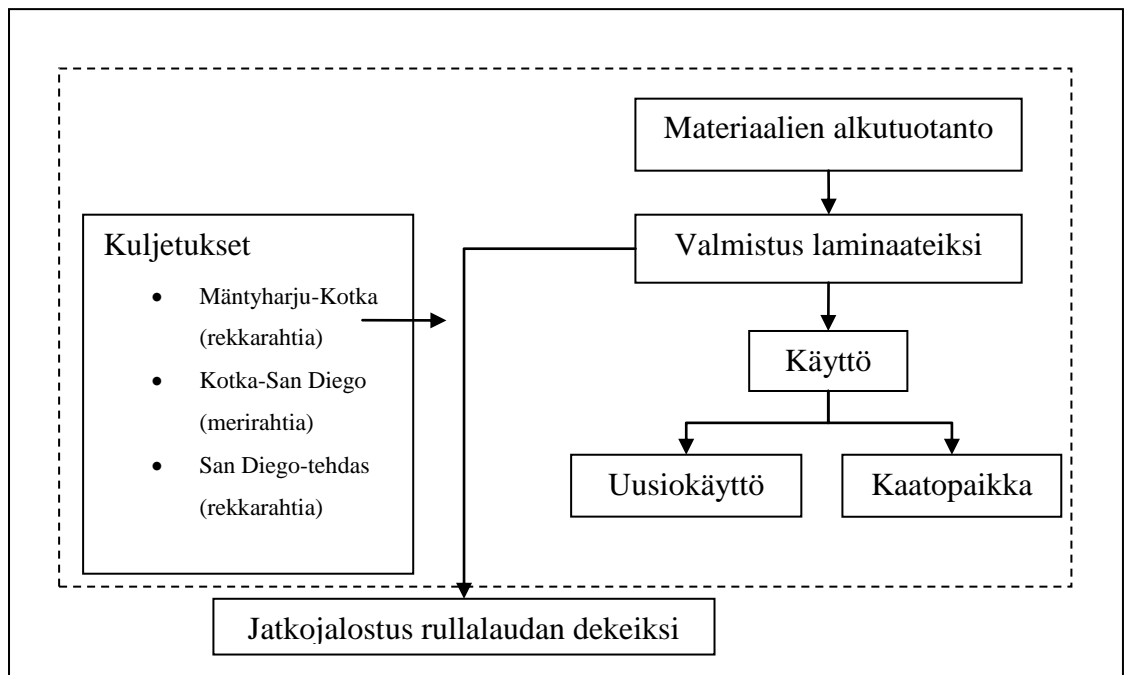 Materiaalien alkutuotanto
Valmistus laminaateiksi
Kuljetukset
• Mäntyharju-Kotka
(rekkarahtia)
• Kotka-San Diego
(merirahtia)
• San Diego-tehdas
(rekkarahtia)
Käyttö
Uusiokäyttö
Kaatopaikka
Jatkojalostus rullalaudan dekeiksi